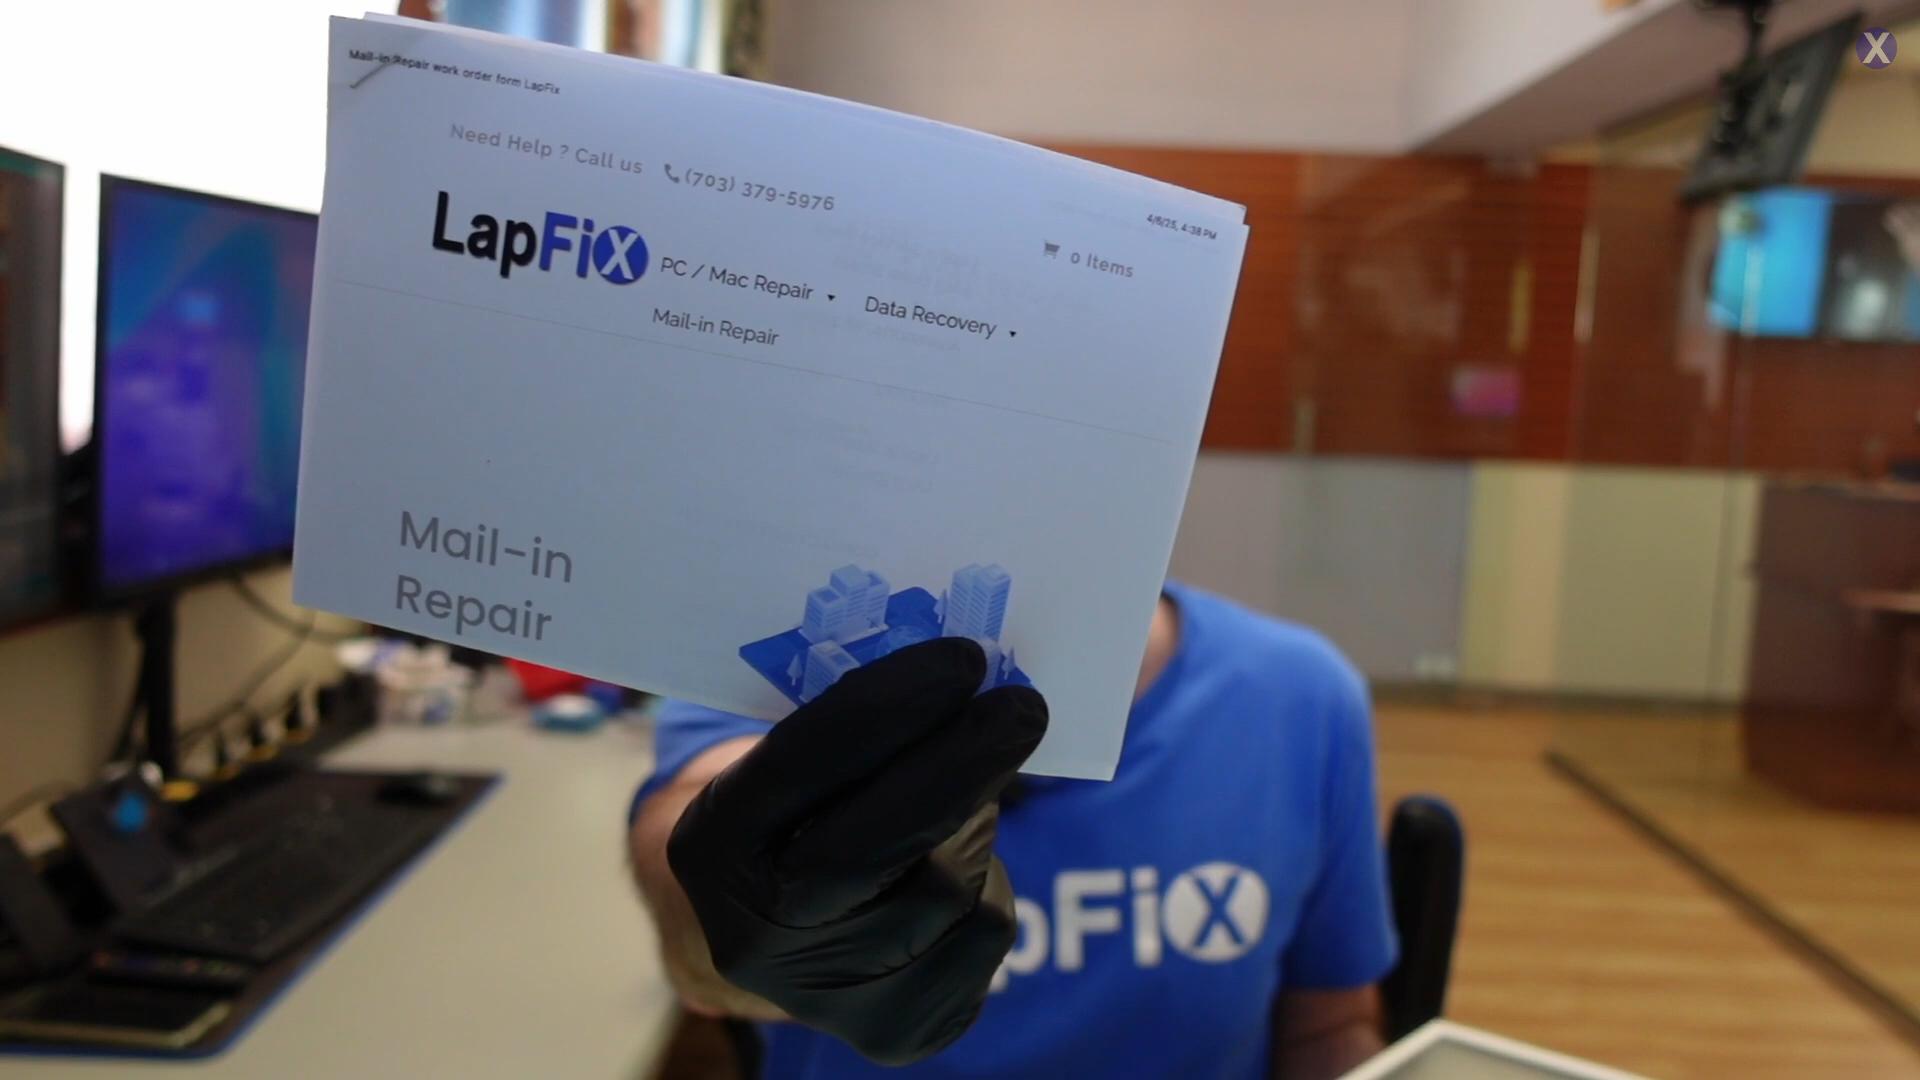 X
Mail-in Repair work order form LapFix
4/6/25, 4:38 PM
Need Help ? Call us (703) 379-5976
0 Items
LapFix
PC / Mac Repair
Data Recovery
Mail-in Repair
Mail-in
Repair
pFiX